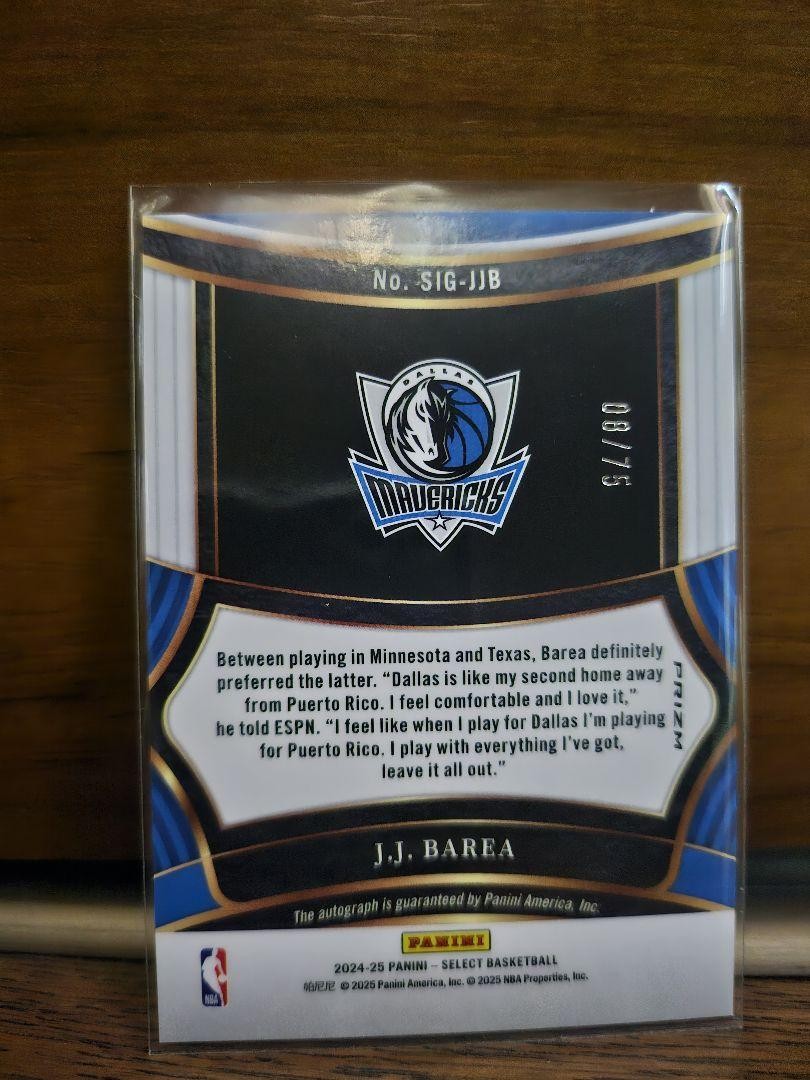 No. SIG-JJB
DALLAS
MAVERICKS
08/75
Between playing in Minnesota and Texas, Barea definitely
preferred the latter. “Dallas is like my second home away
from Puerto Rico. I feel comfortable and I love it,”
he told ESPN. “I feel like when I play for Dallas I’m playing
for Puerto Rico. I play with everything I’ve got,
leave it all out.”
PRIZM
J.J. BAREA
The autograph is guaranteed by Panini America, Inc.
PANINI
2024-25 PANINI – SELECT BASKETBALL
帕尼尼 © 2025 Panini America, Inc. © 2025 NBA Properties, Inc.
NBA